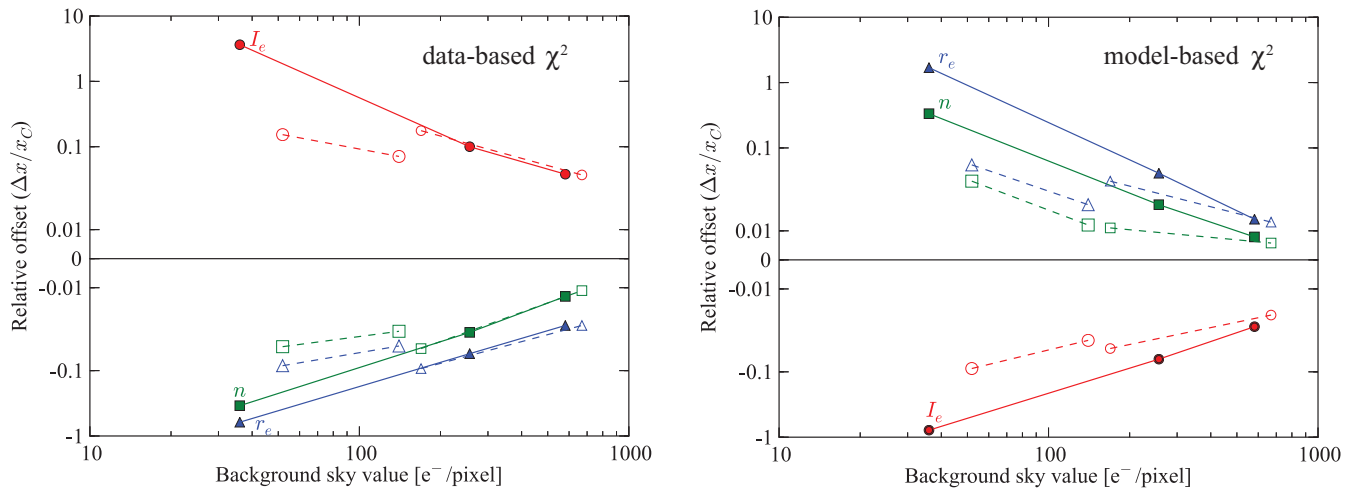 10
1
0.1
0.01
0
-0.01
-0.1
-1
Relative offset (Δx/x_C)
data-based χ²
I_e
n
r_e
10
100
1000
Background sky value [e⁻/pixel]
10
1
0.1
0.01
0
-0.01
-0.1
-1
Relative offset (Δx/x_C)
model-based χ²
r_e
n
I_e
10
100
1000
Background sky value [e⁻/pixel]